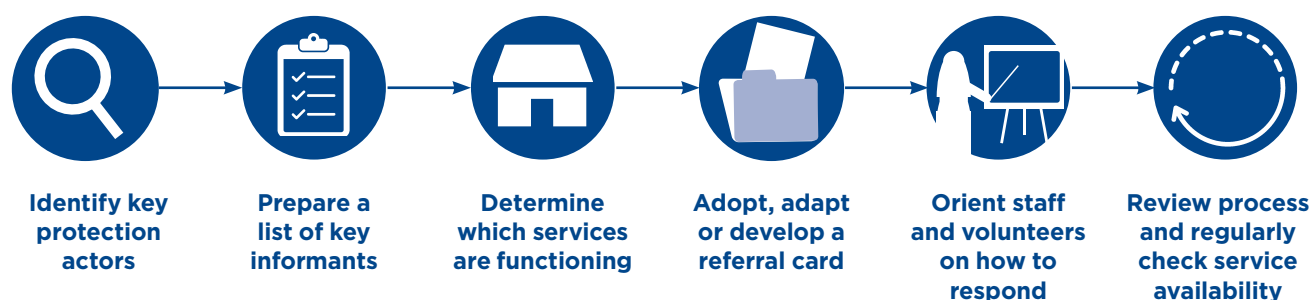 Identify key
protection
actors
Prepare a
list of key
informants
Determine
which services
are functioning
Adopt, adapt
or develop a
referral card
Orient staff
and volunteers
on how to
respond
Review process
and regularly
check service
availability